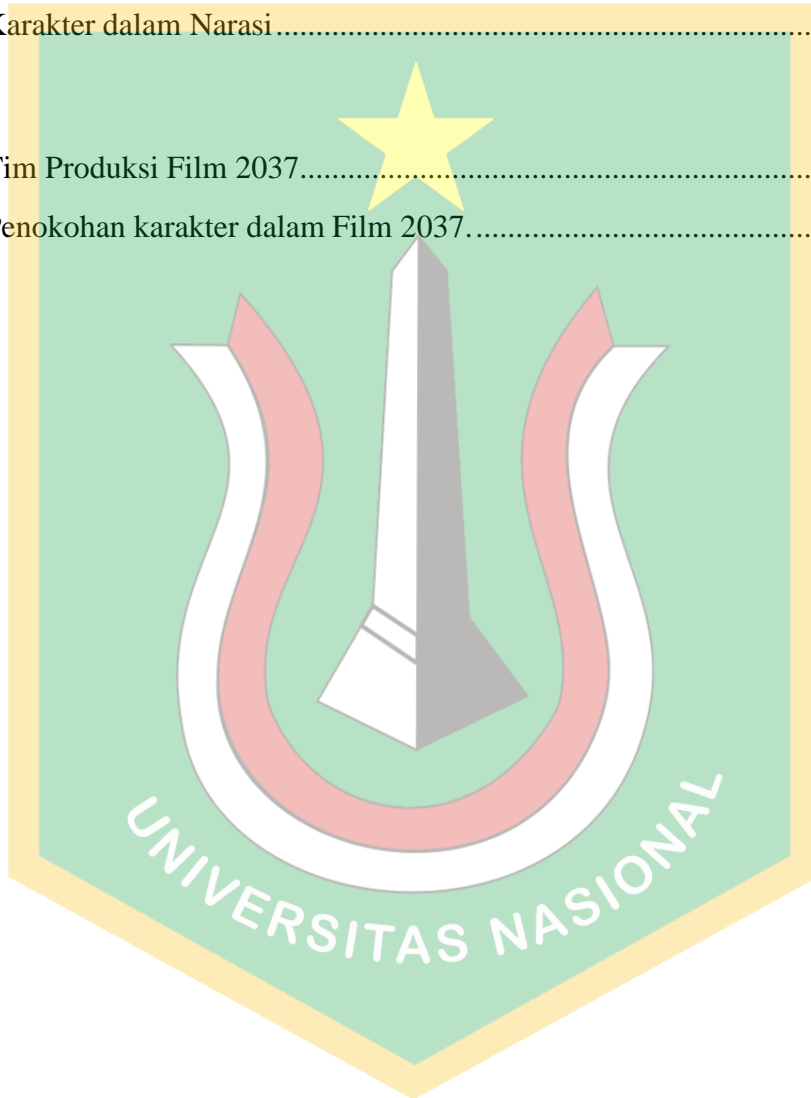 Karakter dalam Narasi..................................................................
Tim Produksi Film 2037...............................................................
Penokohan karakter dalam Film 2037..........................................
UNIVERSITAS NASIONAL